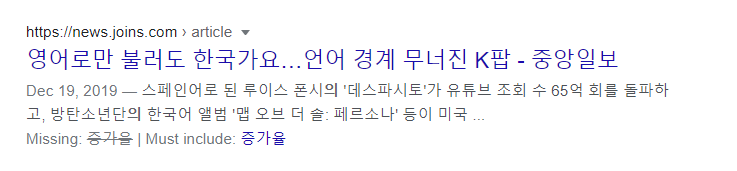 https://news.joins.com › article
영어로만 불러도 한국가요…언어 경계 무너진 K팝 - 중앙일보
Dec 19, 2019 — 스페인어로 된 루이스 폰시의 '데스파시토'가 유튜브 조회 수 65억 회를 돌파하
고, 방탄소년단의 한국어 앨범 '맵 오브 더 솔: 페르소나' 등이 미국 ...
Missing: 증가율 | Must include: 증가율